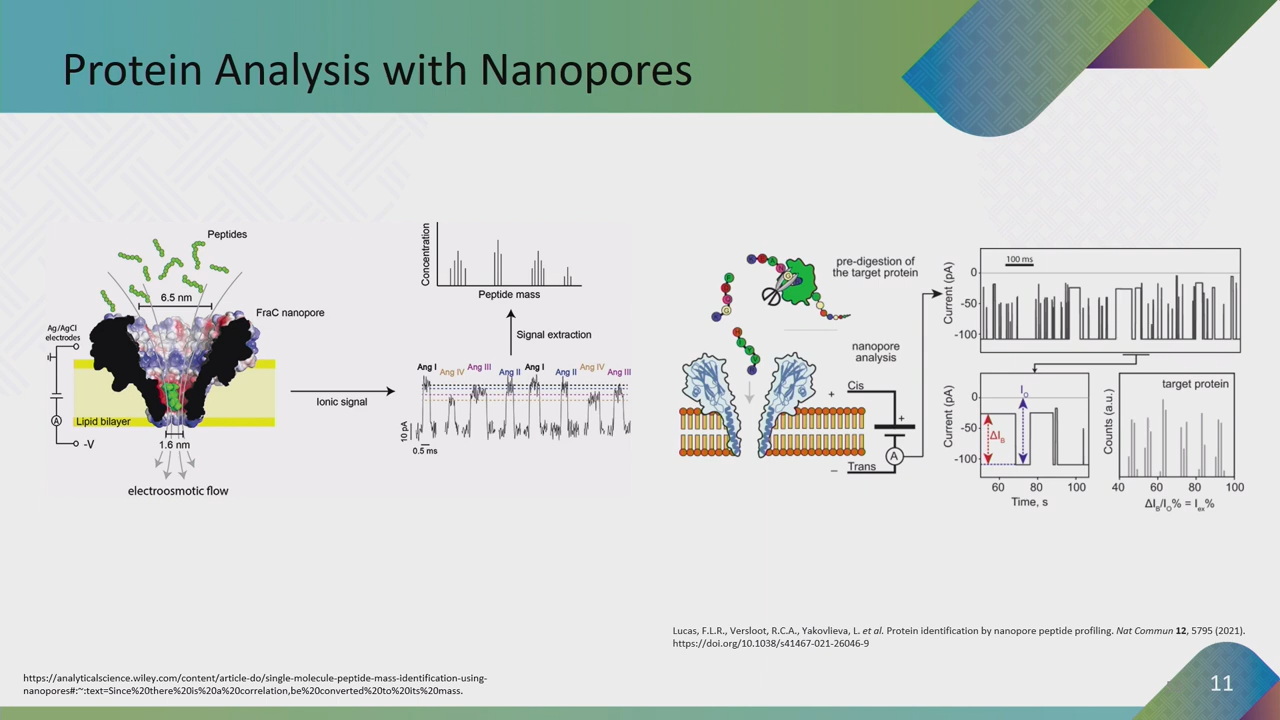 Protein Analysis with Nanopores
Peptides
6.5 nm
FraC nanopore
Ag/AgCl
electrodes
A
-V
Lipid bilayer
1.6 nm
electroosmotic flow
Ionic signal
Concentration
Peptide mass
Signal extraction
Ang I
Ang IV
Ang III
Ang II
Ang I
Ang II
Ang IV
Ang III
10 pA
0.5 ms
pre-digestion of
the target protein
nanopore
analysis
+
Cis
+
A
−
Trans
100 ms
Current (pA)
0
-50
-100
Current (pA)
0
-50
-100
I_O
ΔI_B
60
80
100
Time, s
Counts (a.u.)
target protein
40
60
80
100
ΔI_B/I_O% = I_ex%
Lucas, F.L.R., Versloot, R.C.A., Yakovlieva, L. et al. Protein identification by nanopore peptide profiling. Nat Commun 12, 5795 (2021).
https://doi.org/10.1038/s41467-021-26046-9
https://analyticalscience.wiley.com/content/article-do/single-molecule-peptide-mass-identification-using-
nanopores#:~:text=Since%20there%20is%20a%20correlation,be%20converted%20to%20its%20mass.
11